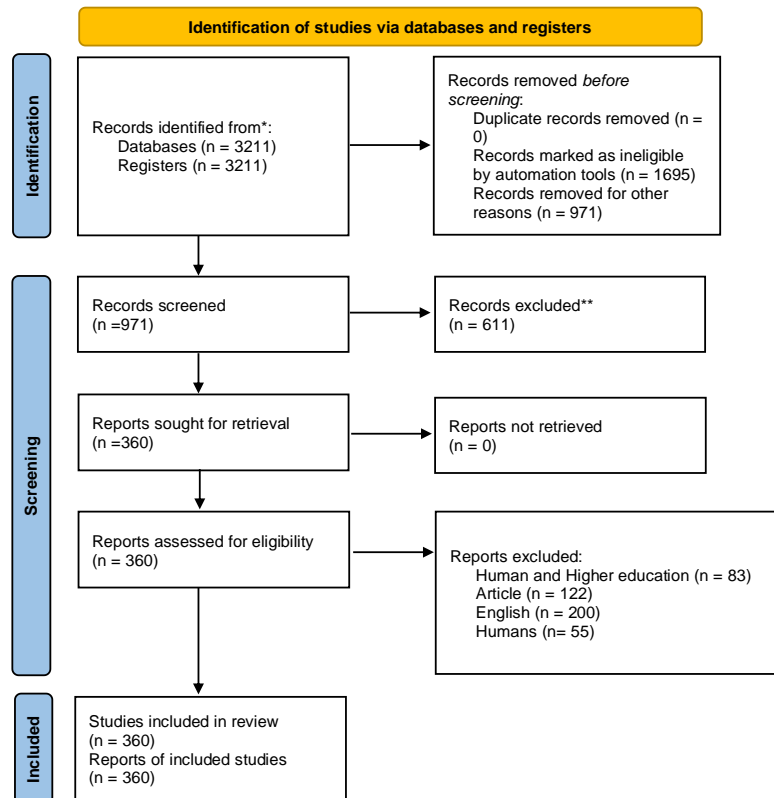 Identification of studies via databases and registers
Identification
Records identified from*:
Databases (n = 3211)
Registers (n = 3211)
Records removed before
screening:
Duplicate records removed (n =
0)
Records marked as ineligible
by automation tools (n = 1695)
Records removed for other
reasons (n = 971)
Screening
Records screened
(n =971)
Records excluded**
(n = 611)
Reports sought for retrieval
(n =360)
Reports not retrieved
(n = 0)
Reports assessed for eligibility
(n = 360)
Reports excluded:
Human and Higher education (n = 83)
Article (n = 122)
English (n = 200)
Humans (n= 55)
Included
Studies included in review
(n = 360)
Reports of included studies
(n = 360)